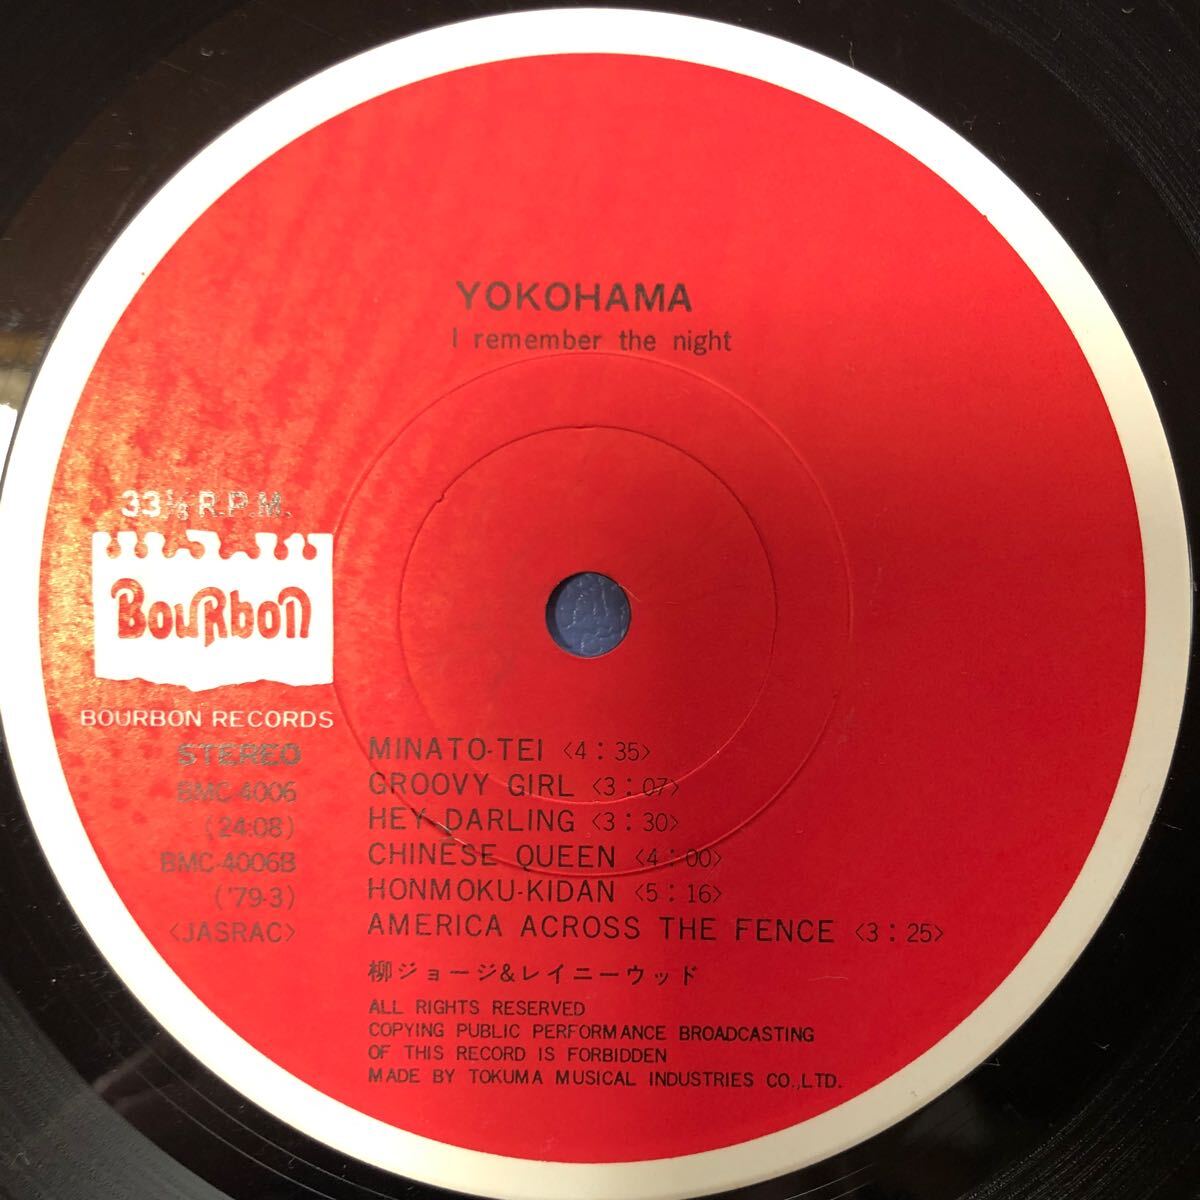 YOKOHAMA
I remember the night
33⅓ R.P.M.
BouRbon
BOURBON RECORDS
STEREO
BMC-4006
(24:08)
BMC-4006B
('79-3)
<JASRAC>
MINATO-TEI <4:35>
GROOVY GIRL <3:07>
HEY DARLING <3:30>
CHINESE QUEEN <4:00>
HONMOKU-KIDAN <5:16>
AMERICA ACROSS THE FENCE <3:25>
柳ジョージ&レイニーウッド
ALL RIGHTS RESERVED
COPYING PUBLIC PERFORMANCE BROADCASTING
OF THIS RECORD IS FORBIDDEN
MADE BY TOKUMA MUSICAL INDUSTRIES CO.,LTD.